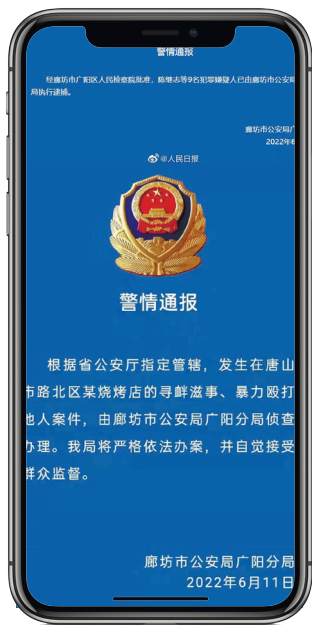 警情通报
经廊坊市广阳区人民检察院批准，陈继志等9名犯罪嫌疑人已由廊坊市公安局
局执行逮捕。
廊坊市公安局广
2022年6
@人民日报
警情通报
根据省公安厅指定管辖，发生在唐山
市路北区某烧烤店的寻衅滋事、暴力殴打
他人案件，由廊坊市公安局广阳分局侦查
办理。我局将严格依法办案，并自觉接受
群众监督。
廊坊市公安局广阳分局
2022年6月11日